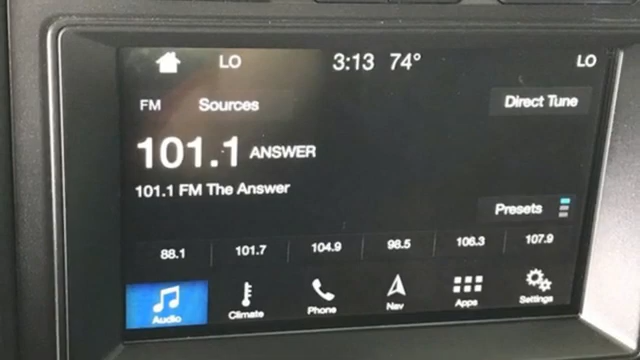 LO 3:13 74° LO
FM Sources Direct Tune
101.1 ANSWER
101.1 FM The Answer
Presets
88.1 101.7 104.9 98.5 106.3 107.9
Audio Climate Phone Nav Apps Settings